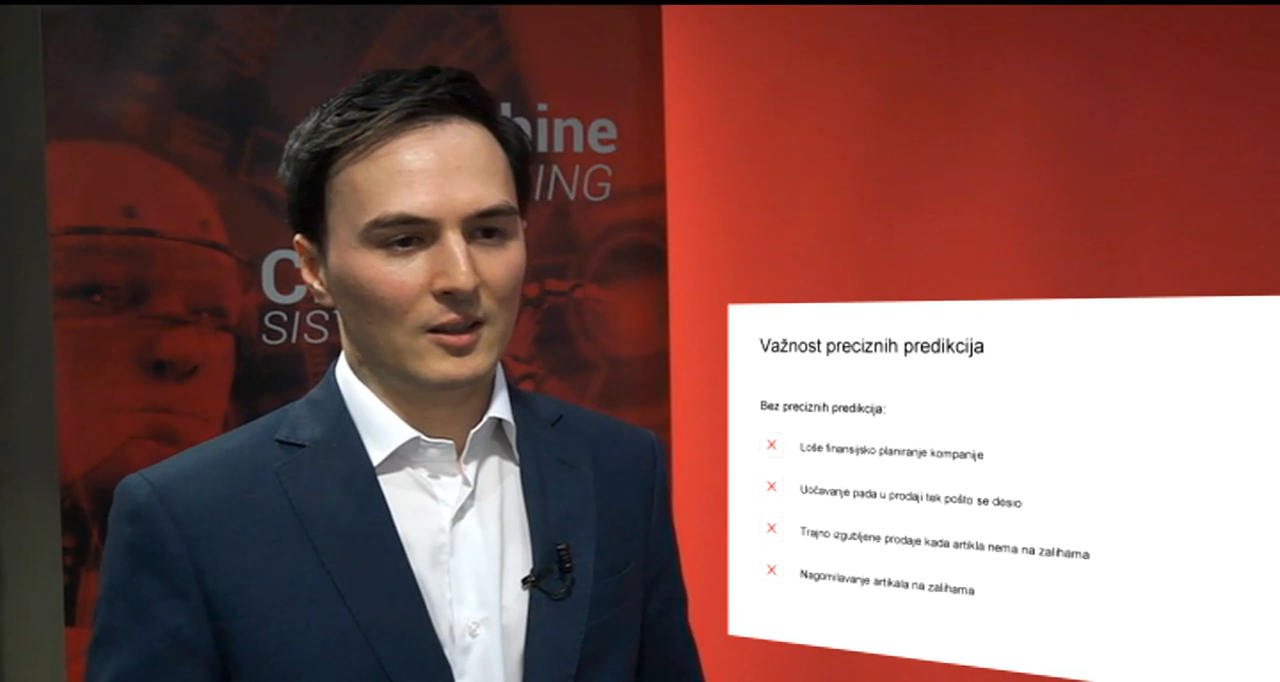 hine
ING
C
SIS
Važnost preciznih predikcija
Bez preciznih predikcija:
X Loše finansijsko planiranje kompanije
X Uočavanje pada u prodaji tek pošto se desio
X Trajno izgubljene prodaje kada artikla nema na zalihama
X Nagomilavanje artikala na zalihama